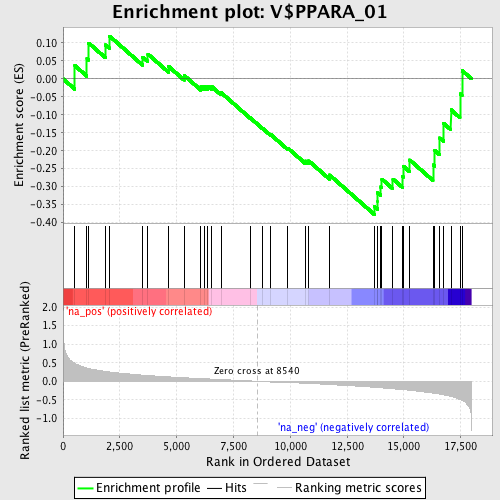 Enrichment plot: V$PPARA_01
Enrichment score (ES)
0.10
0.05
0.00
-0.05
-0.10
-0.15
-0.20
-0.25
-0.30
-0.35
-0.40
'na_pos' (positively correlated)
Ranked list metric (PreRanked)
2.0
1.5
1.0
0.5
0.0
-0.5
-1.0
Zero cross at 8540
'na_neg' (negatively correlated)
0
2,500
5,000
7,500
10,000
12,500
15,000
17,500
Rank in Ordered Dataset
Enrichment profile
Hits
Ranking metric scores